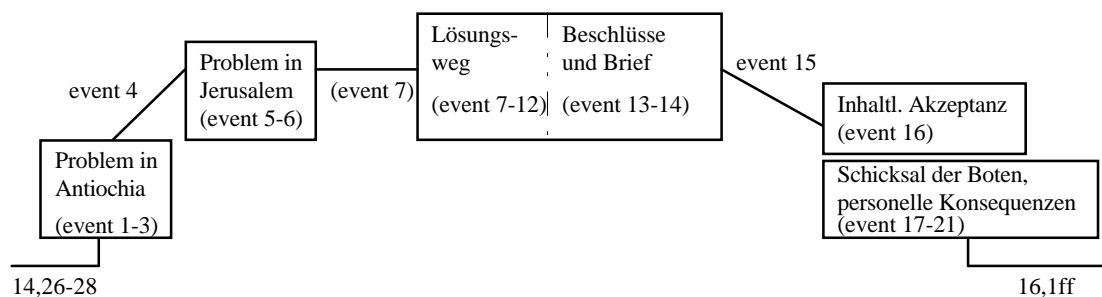 Problem in
Antiochia
(event 1-3)
14,26-28
event 4
Problem in
Jerusalem
(event 5-6)
(event 7)
Lösungs-
weg
(event 7-12)
Beschlüsse
und Brief
(event 13-14)
event 15
Inhaltl. Akzeptanz
(event 16)
Schicksal der Boten,
personelle Konsequenzen
(event 17-21)
16,1ff